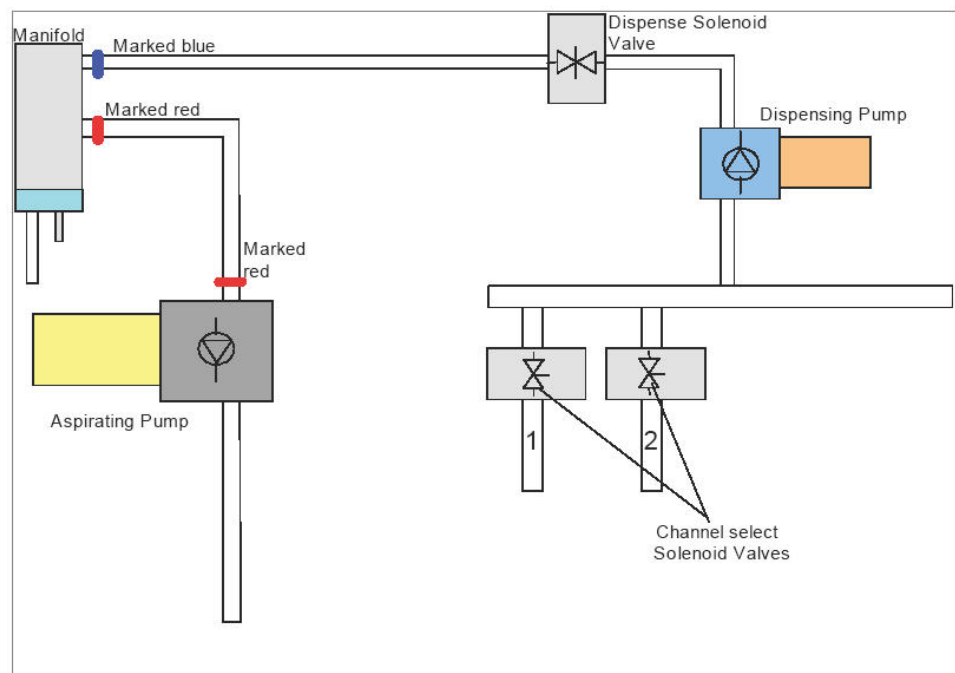 Manifold
Marked blue
Dispense Solenoid
Valve
Marked red
Dispensing Pump
Marked
red
Aspirating Pump
1
2
Channel select
Solenoid Valves